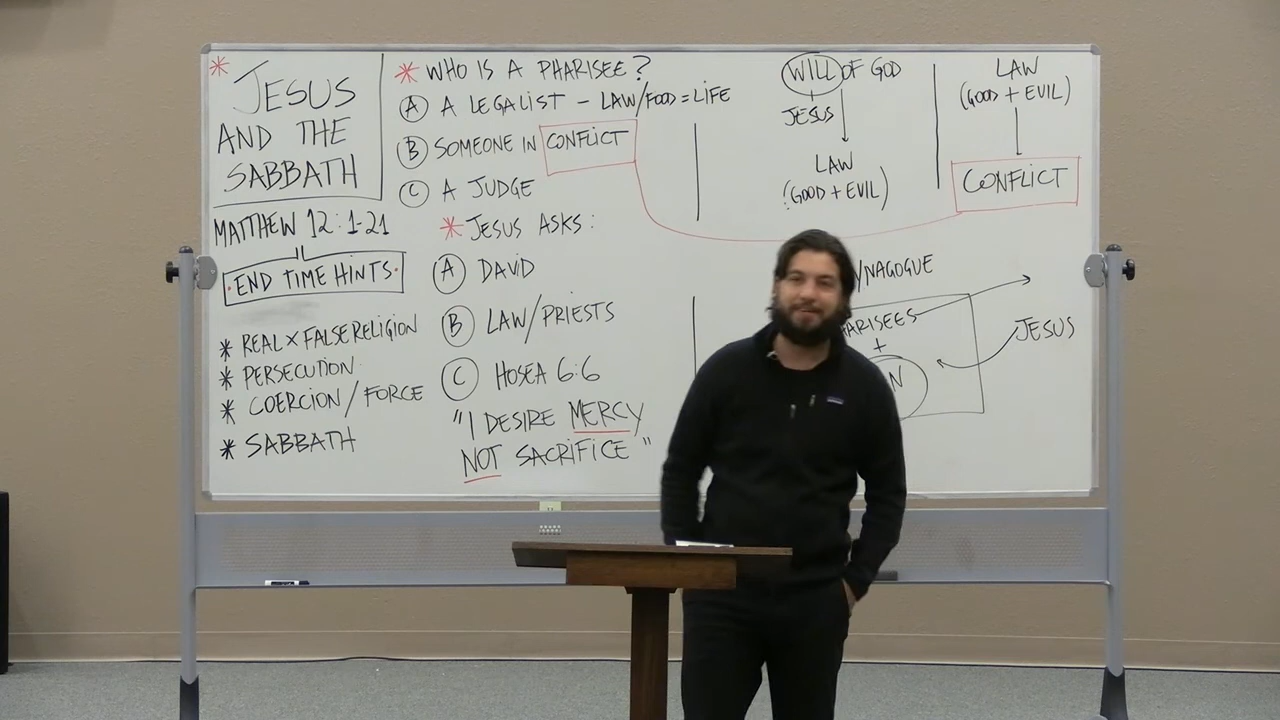 * JESUS
AND THE
SABBATH
MATTHEW 12:1-21
·END TIME HINTS·
* REAL X FALSE RELIGION
* PERSECUTION
* COERCION/FORCE
* SABBATH
* WHO IS A PHARISEE?
(A) A LEGALIST - LAW/FOOD = LIFE
(B) SOMEONE IN CONFLICT
(C) A JUDGE
* JESUS ASKS:
(A) DAVID
(B) LAW/PRIESTS
(C) HOSEA 6:6
"I DESIRE MERCY
NOT SACRIFICE"
WILL OF GOD
JESUS
LAW
(GOOD + EVIL)
LAW
(GOOD + EVIL)
CONFLICT
+
JESUS